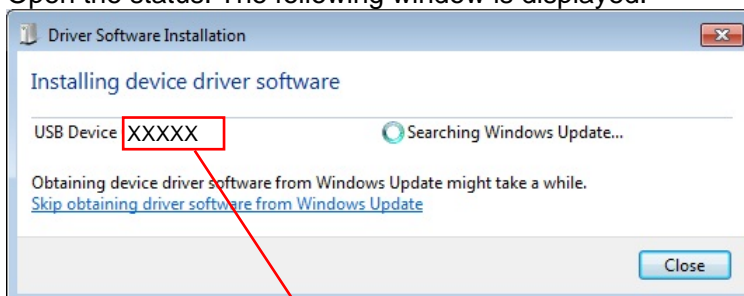 Open the status. The following window is displayed.
Driver Software Installation
Installing device driver software
USB Device XXXXX Searching Windows Update...
Obtaining device driver software from Windows Update might take a while.
Skip obtaining driver software from Windows Update
Close